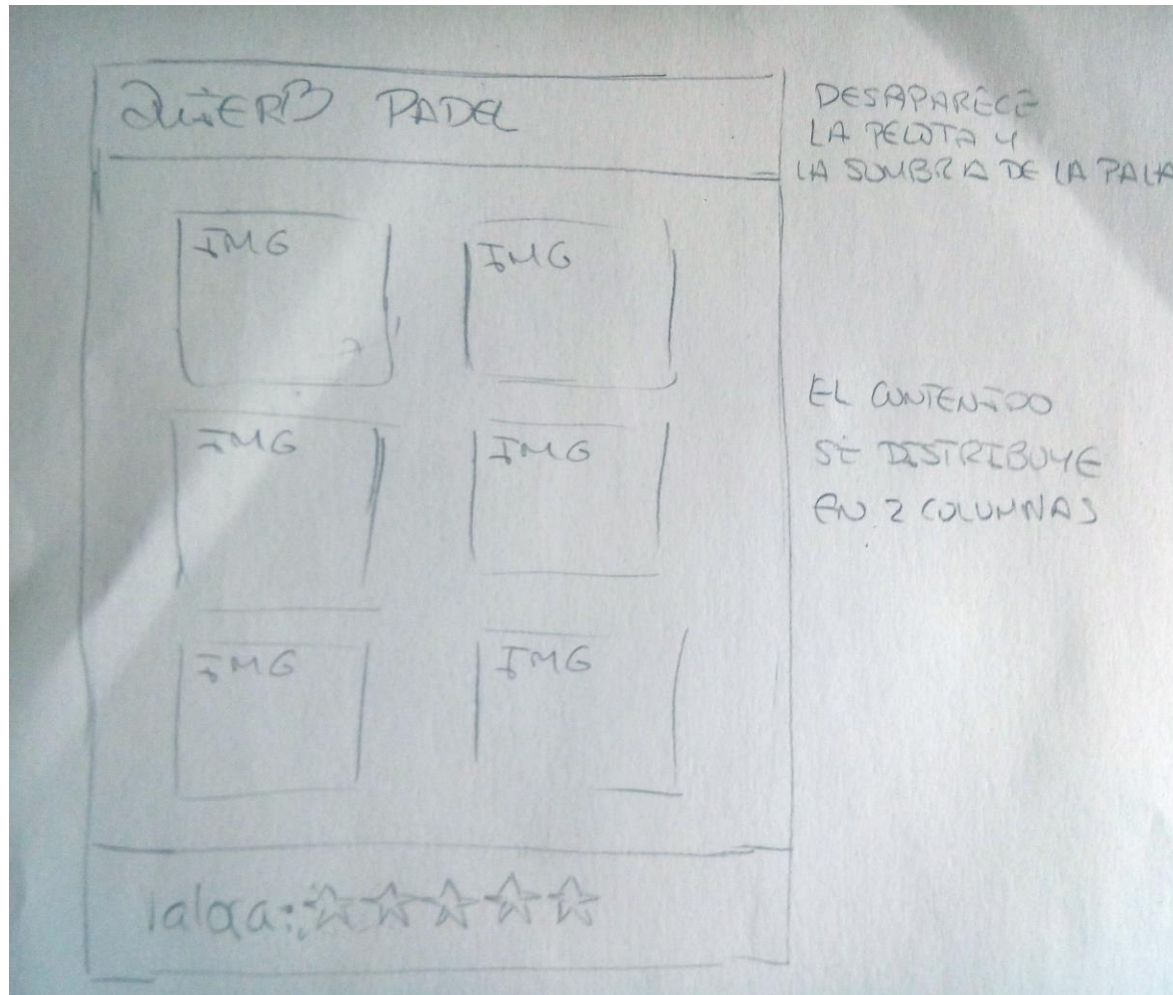 QUIERO PADEL
DESAPARECE
LA PELOTA Y
LA SOMBRA DE LA PALA
IMG IMG
EL CONTENIDO
SE DISTRIBUYE
EN 2 COLUMNAS
IMG IMG
IMG IMG